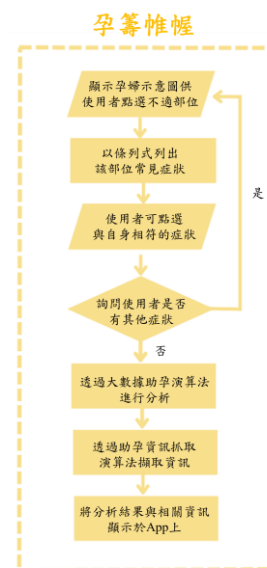 孕籌帷幄
顯示孕婦示意圖供
使用者點選不適部位
以條列式列出
該部位常見症狀
使用者可點選
與自身相符的症狀
詢問使用者是否
有其他症狀
是
否
透過大數據助孕演算法
進行分析
透過助孕資訊抓取
演算法擷取資訊
將分析結果與相關資訊
顯示於App上